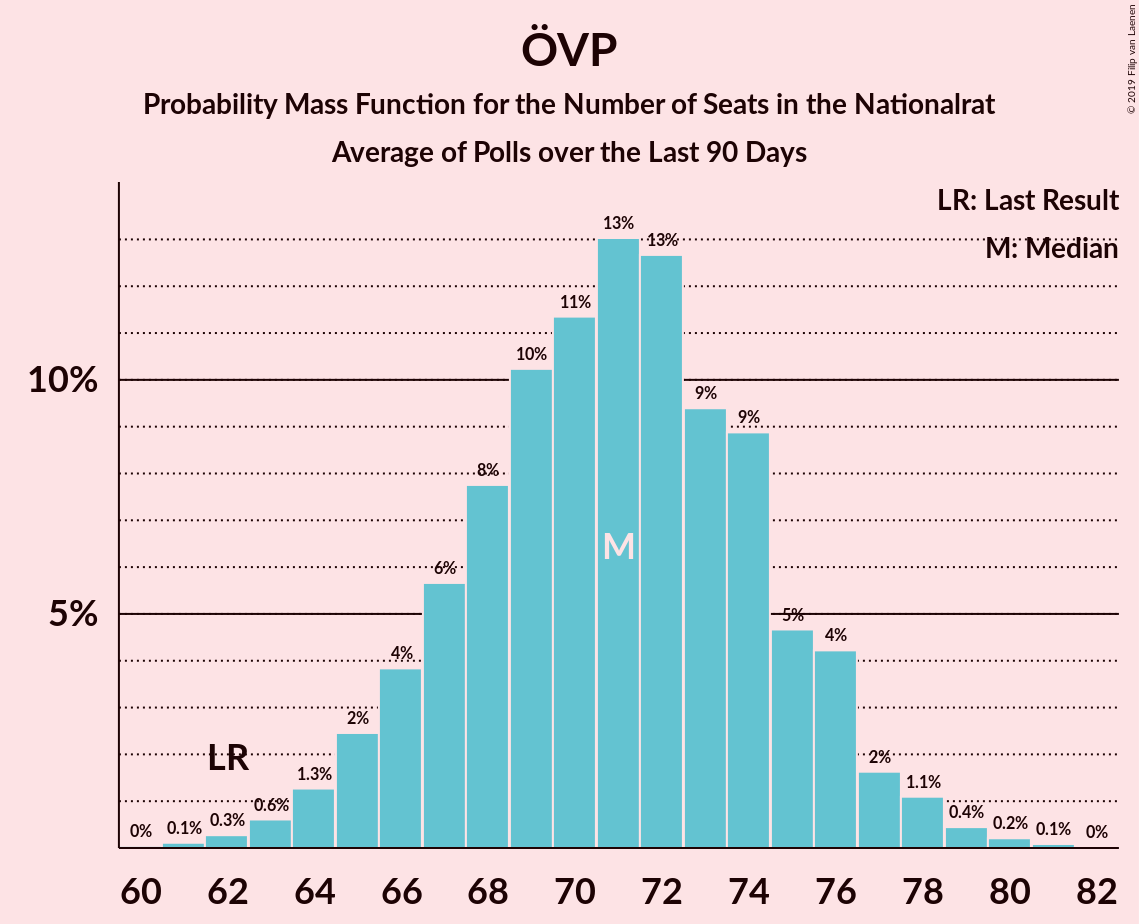 ÖVP
Probability Mass Function for the Number of Seats in the Nationalrat
Average of Polls over the Last 90 Days
© 2019 Filip van Laenen
LR: Last Result
M: Median
10%
5%
0%
0.1%
0.3%
0.6%
1.3%
2%
4%
6%
8%
10%
11%
13%
13%
9%
9%
5%
4%
2%
1.1%
0.4%
0.2%
0.1%
0%
LR
M
60 62 64 66 68 70 72 74 76 78 80 82